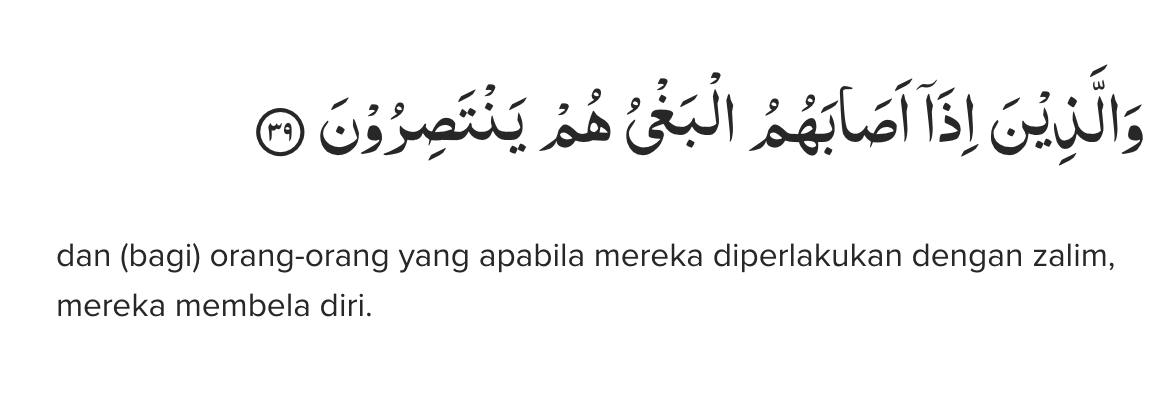 وَالَّذِيْنَ اِذَآ اَصَابَهُمُ الْبَغْيُ هُمْ يَنْتَصِرُوْنَ ٣٩
dan (bagi) orang-orang yang apabila mereka diperlakukan dengan zalim,
mereka membela diri.